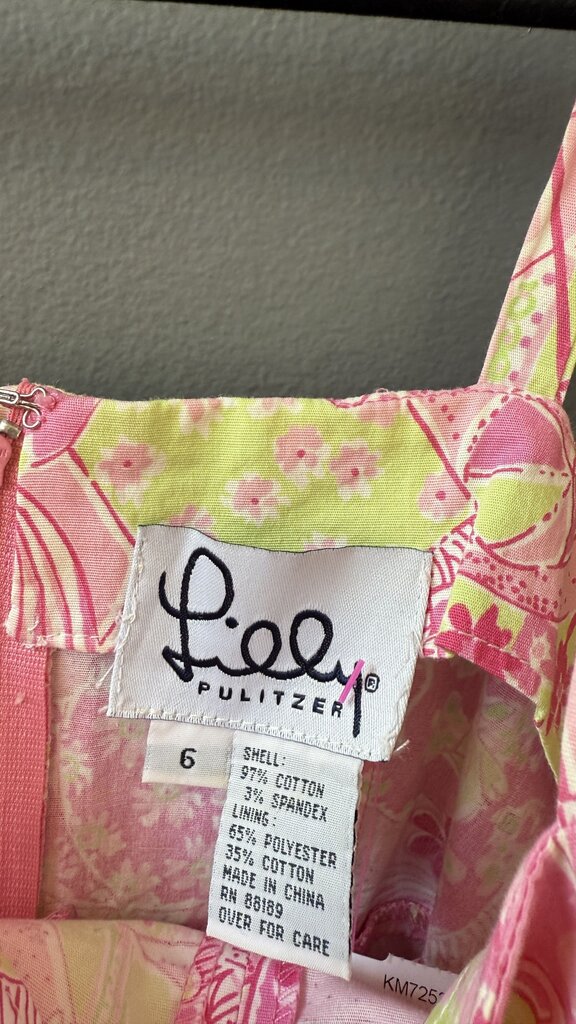 Lilly®
PULITZER
6
SHELL:
97% COTTON
3% SPANDEX
LINING:
65% POLYESTER
35% COTTON
MADE IN CHINA
RN 88189
OVER FOR CARE